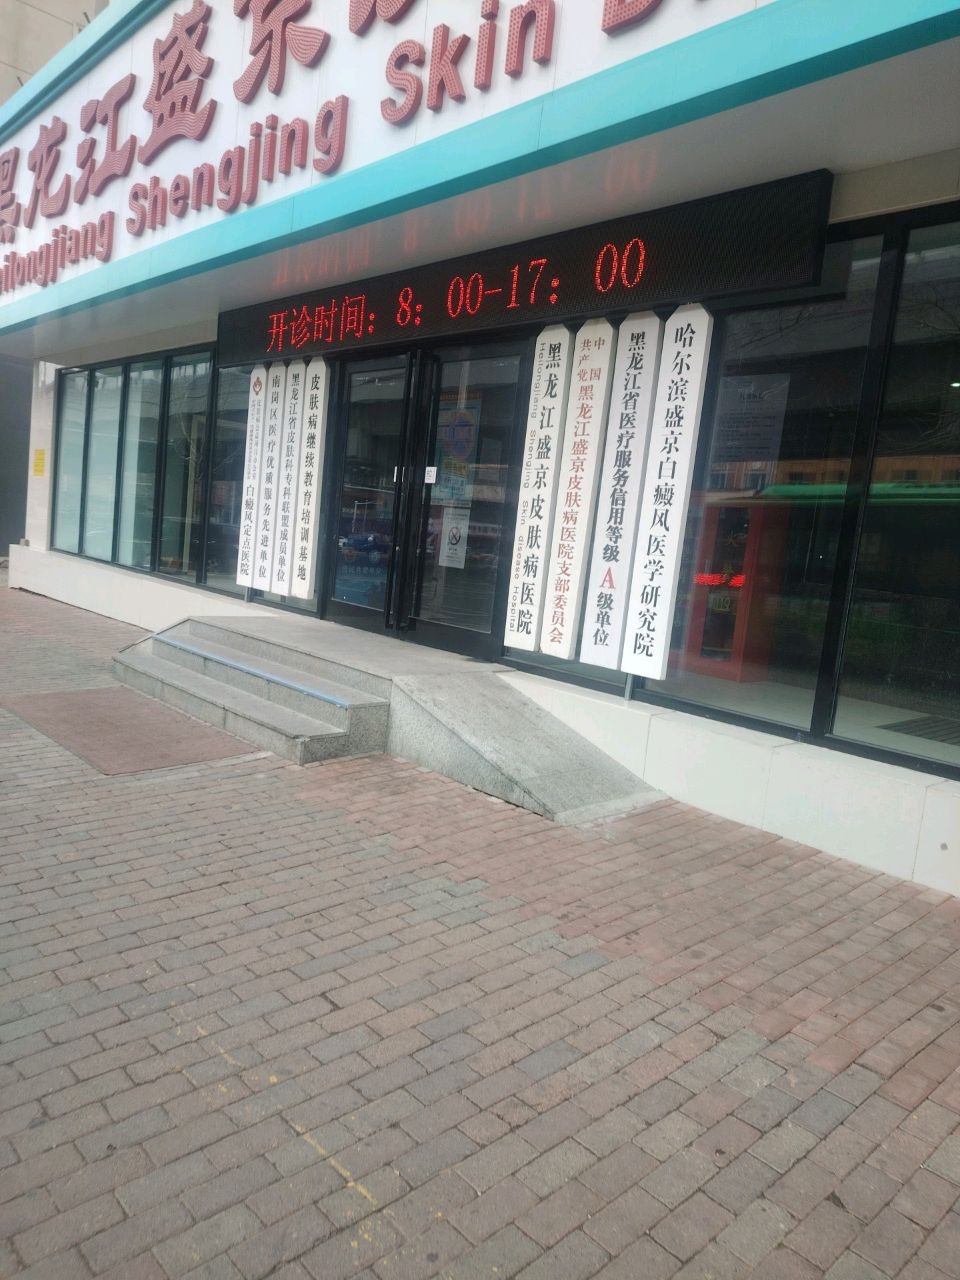 黑龙江盛京
ilongjiang Shengjing Skin D
开诊时间：8：00-17：00
白癜风定点医院
南岗区医疗优质服务先进单位
黑龙江省皮肤科专科联盟成员单位
皮肤病继续教育培训基地
黑龙江盛京皮肤病医院
Heilongjiang Shengjing Skin disease Hospital
中国共产党黑龙江盛京皮肤病医院支部委员会
黑龙江省医疗服务信用等级A级单位
哈尔滨盛京白癜风医学研究院